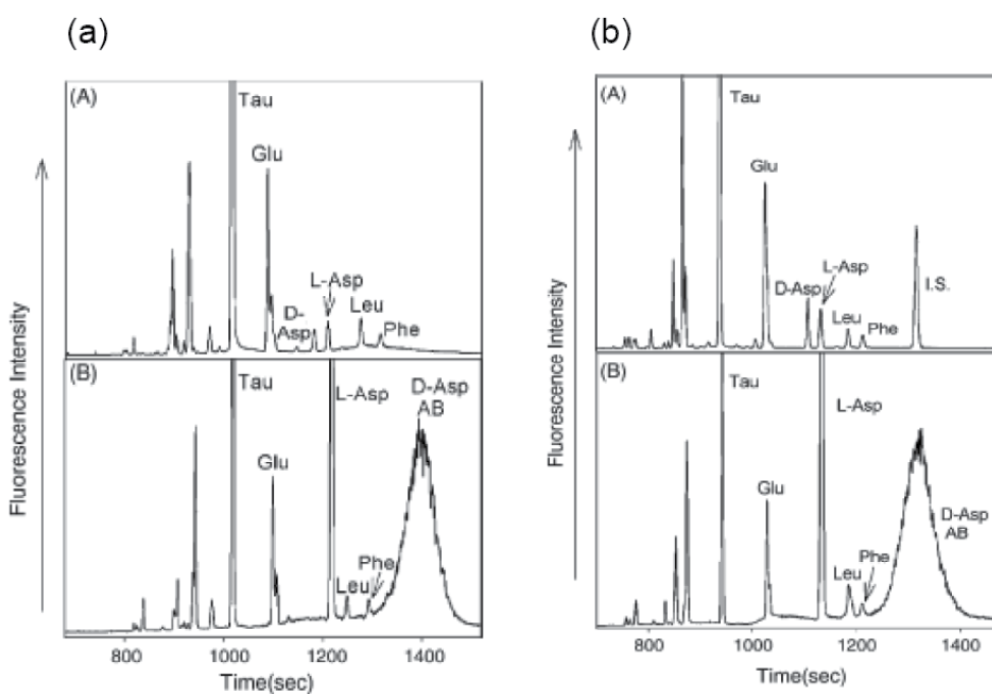 (a)
(A)
Tau
Glu
D-
Asp
L-Asp
Leu
Phe
(B)
Tau
Glu
L-Asp
D-Asp
AB
Leu
Phe
Fluorescence Intensity
800 1000 1200 1400
Time(sec)
(b)
(A)
Tau
Glu
D-Asp
L-Asp
Leu
Phe
I.S.
(B)
Tau
Glu
L-Asp
Leu
Phe
D-Asp
AB
Fluorescence Intensity
800 1000 1200 1400
Time(sec)